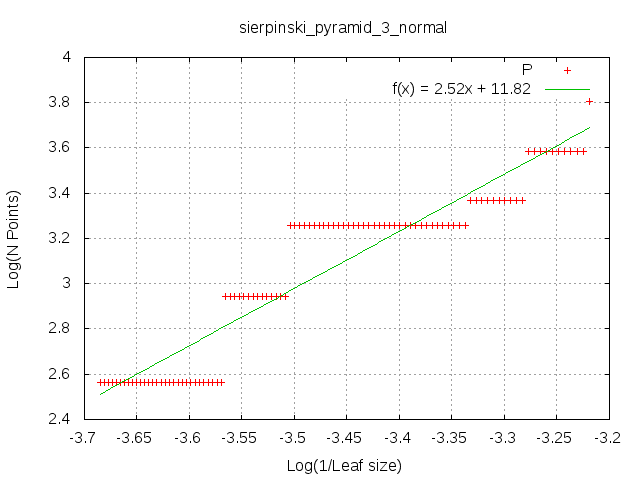 sierpinski_pyramid_3_normal
P
f(x) = 2.52x + 11.82
4
3.8
3.6
3.4
3.2
3
2.8
2.6
2.4
Log(N Points)
-3.7 -3.65 -3.6 -3.55 -3.5 -3.45 -3.4 -3.35 -3.3 -3.25 -3.2
Log(1/Leaf size)